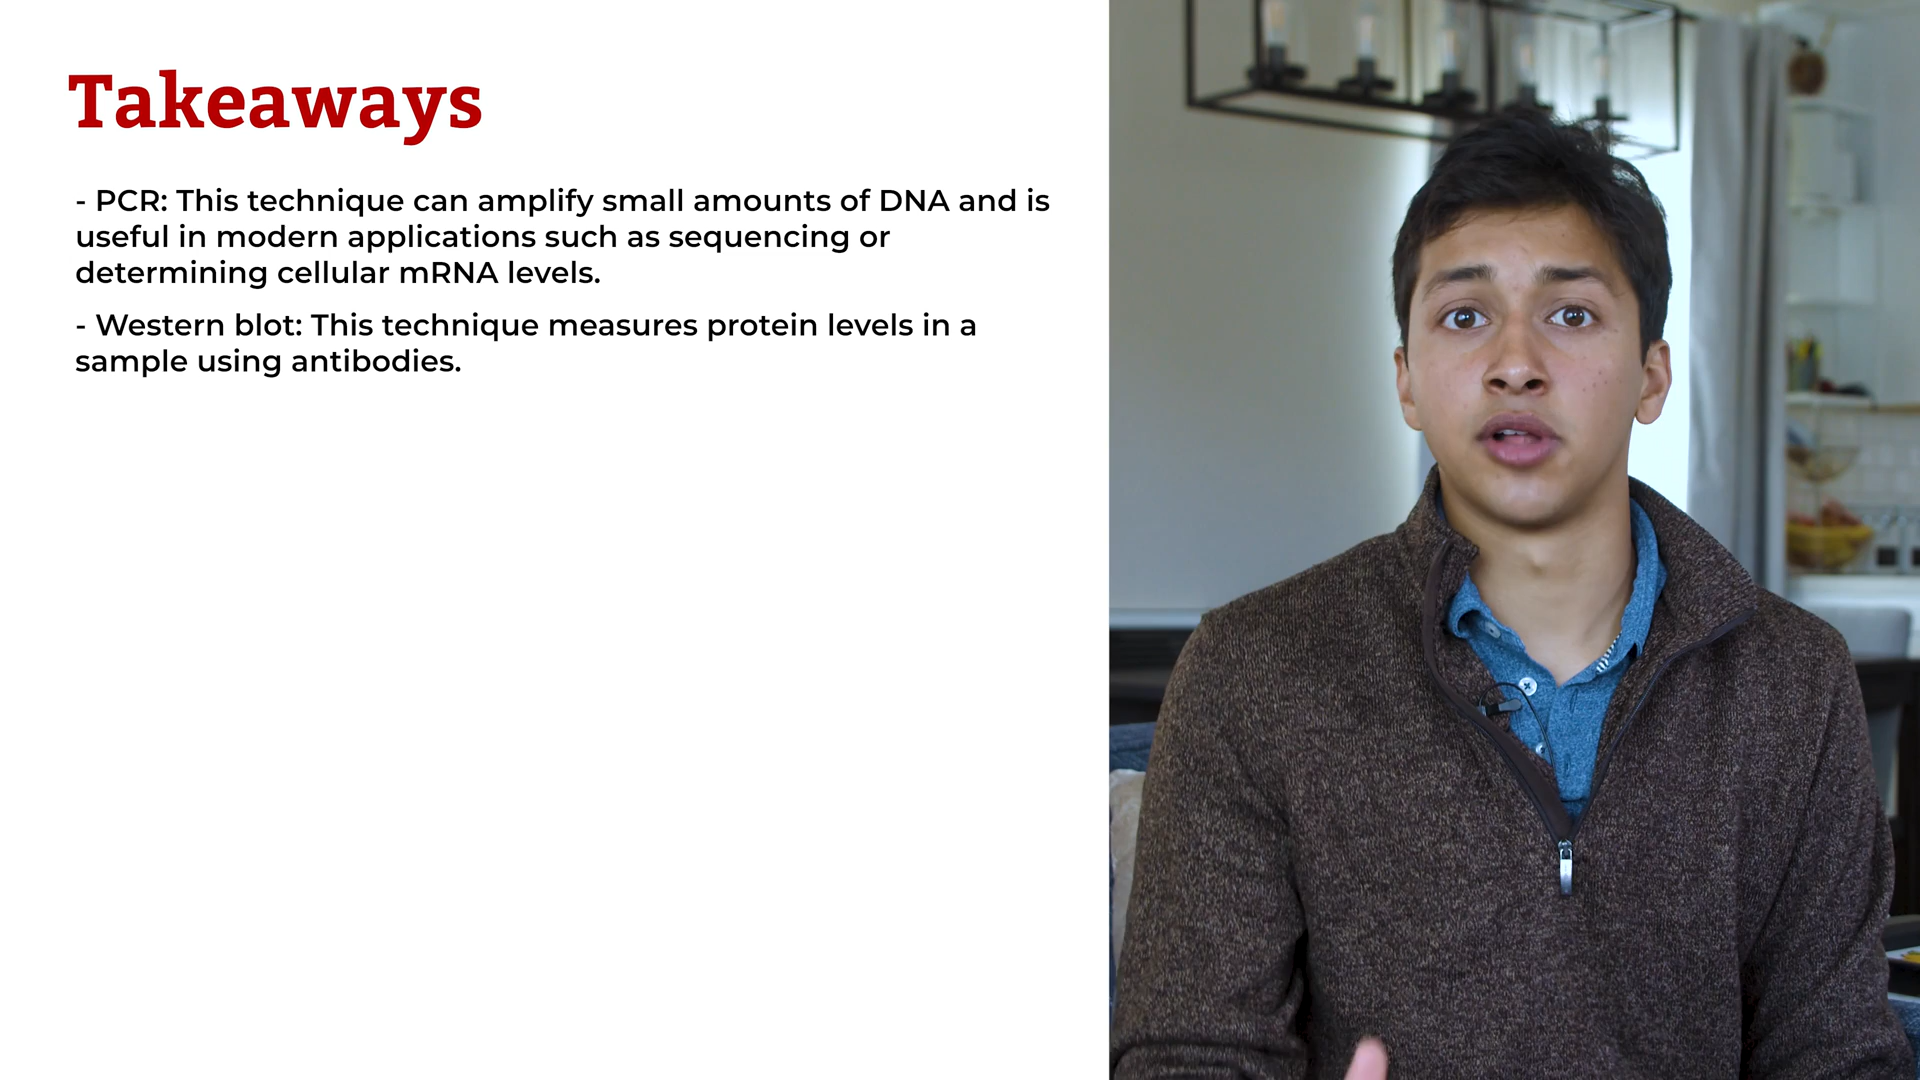 Takeaways
- PCR: This technique can amplify small amounts of DNA and is
useful in modern applications such as sequencing or
determining cellular mRNA levels.
- Western blot: This technique measures protein levels in a
sample using antibodies.